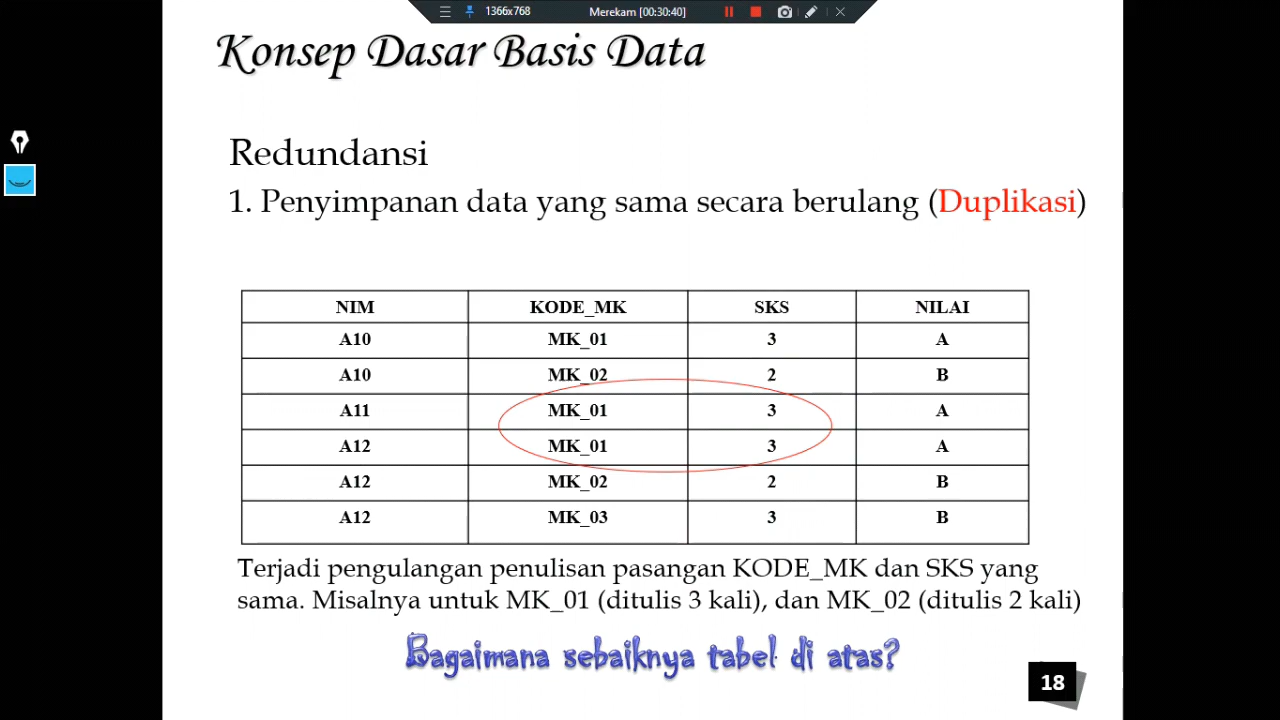 1366x768 Merekam [00:30:40]
Konsep Dasar Basis Data
Redundansi
1. Penyimpanan data yang sama secara berulang (Duplikasi)
NIM KODE_MK SKS NILAI
A10 MK_01 3 A
A10 MK_02 2 B
A11 MK_01 3 A
A12 MK_01 3 A
A12 MK_02 2 B
A12 MK_03 3 B
Terjadi pengulangan penulisan pasangan KODE_MK dan SKS yang
sama. Misalnya untuk MK_01 (ditulis 3 kali), dan MK_02 (ditulis 2 kali)
Bagaimana sebaiknya tabel di atas?
18